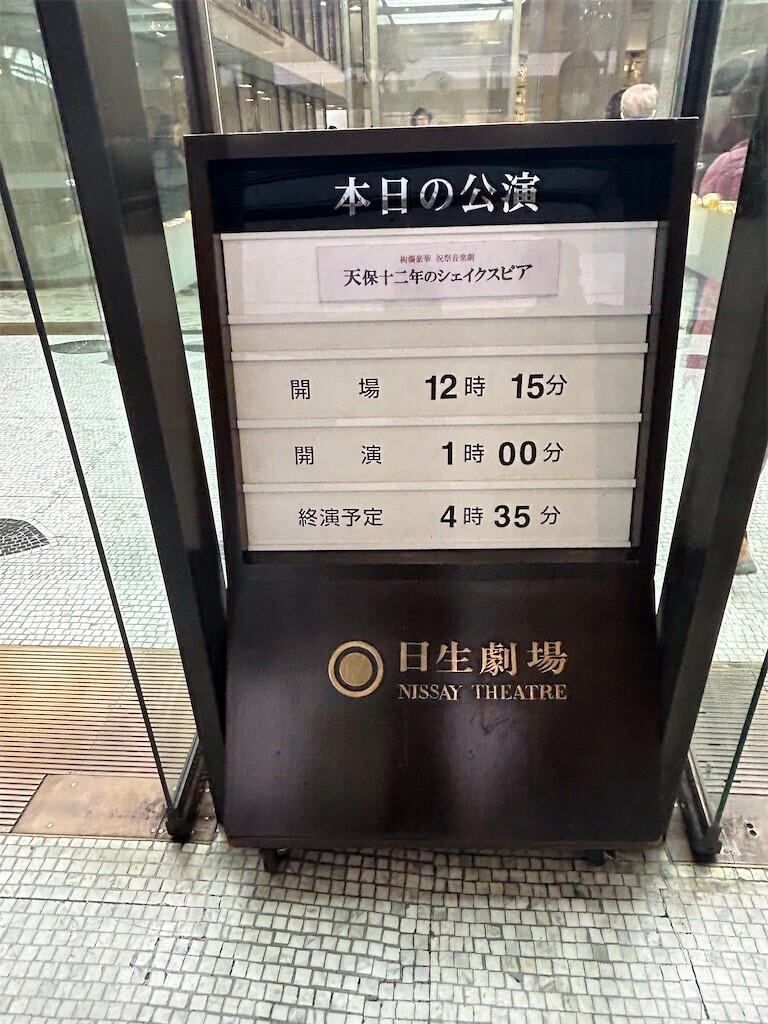 本日の公演
絢爛豪華 祝祭音楽劇
天保十二年のシェイクスピア
開 場 12時 15分
開 演 1時 00分
終演予定 4時 35分
日生劇場
NISSAY THEATRE